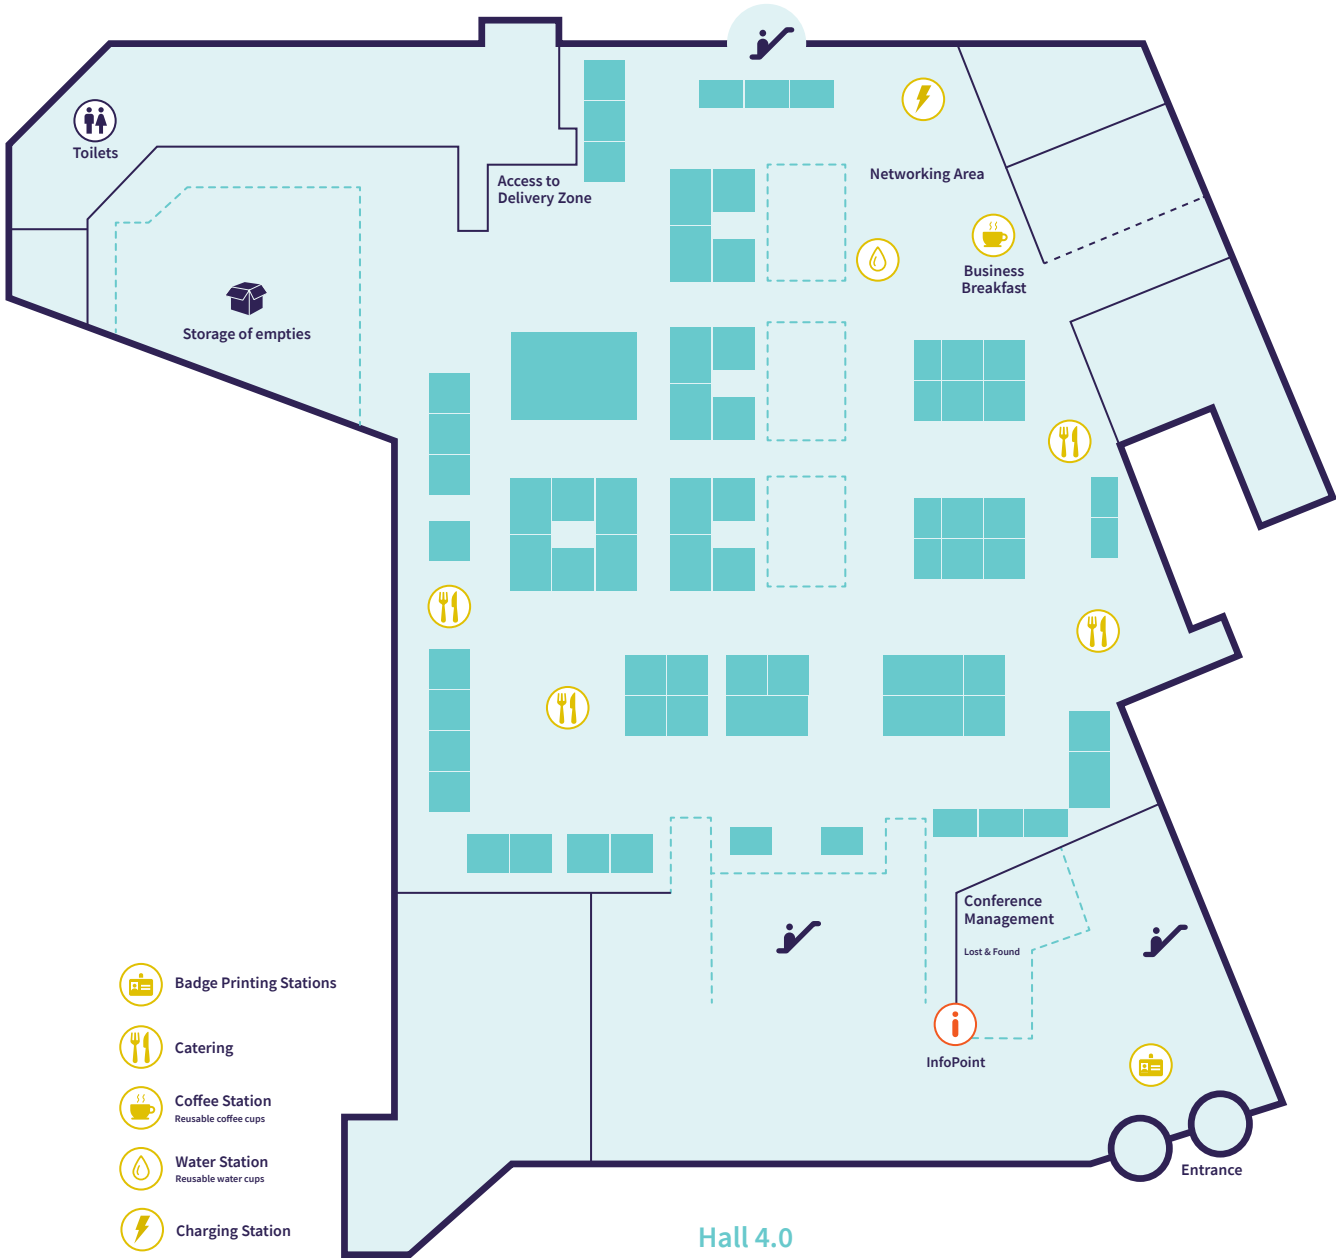 Toilets
Access to
Delivery Zone
Networking Area
Business
Breakfast
Storage of empties
Conference
Management
Lost & Found
InfoPoint
Entrance
Badge Printing Stations
Catering
Coffee Station
Reusable coffee cups
Water Station
Reusable water cups
Charging Station
Hall 4.0